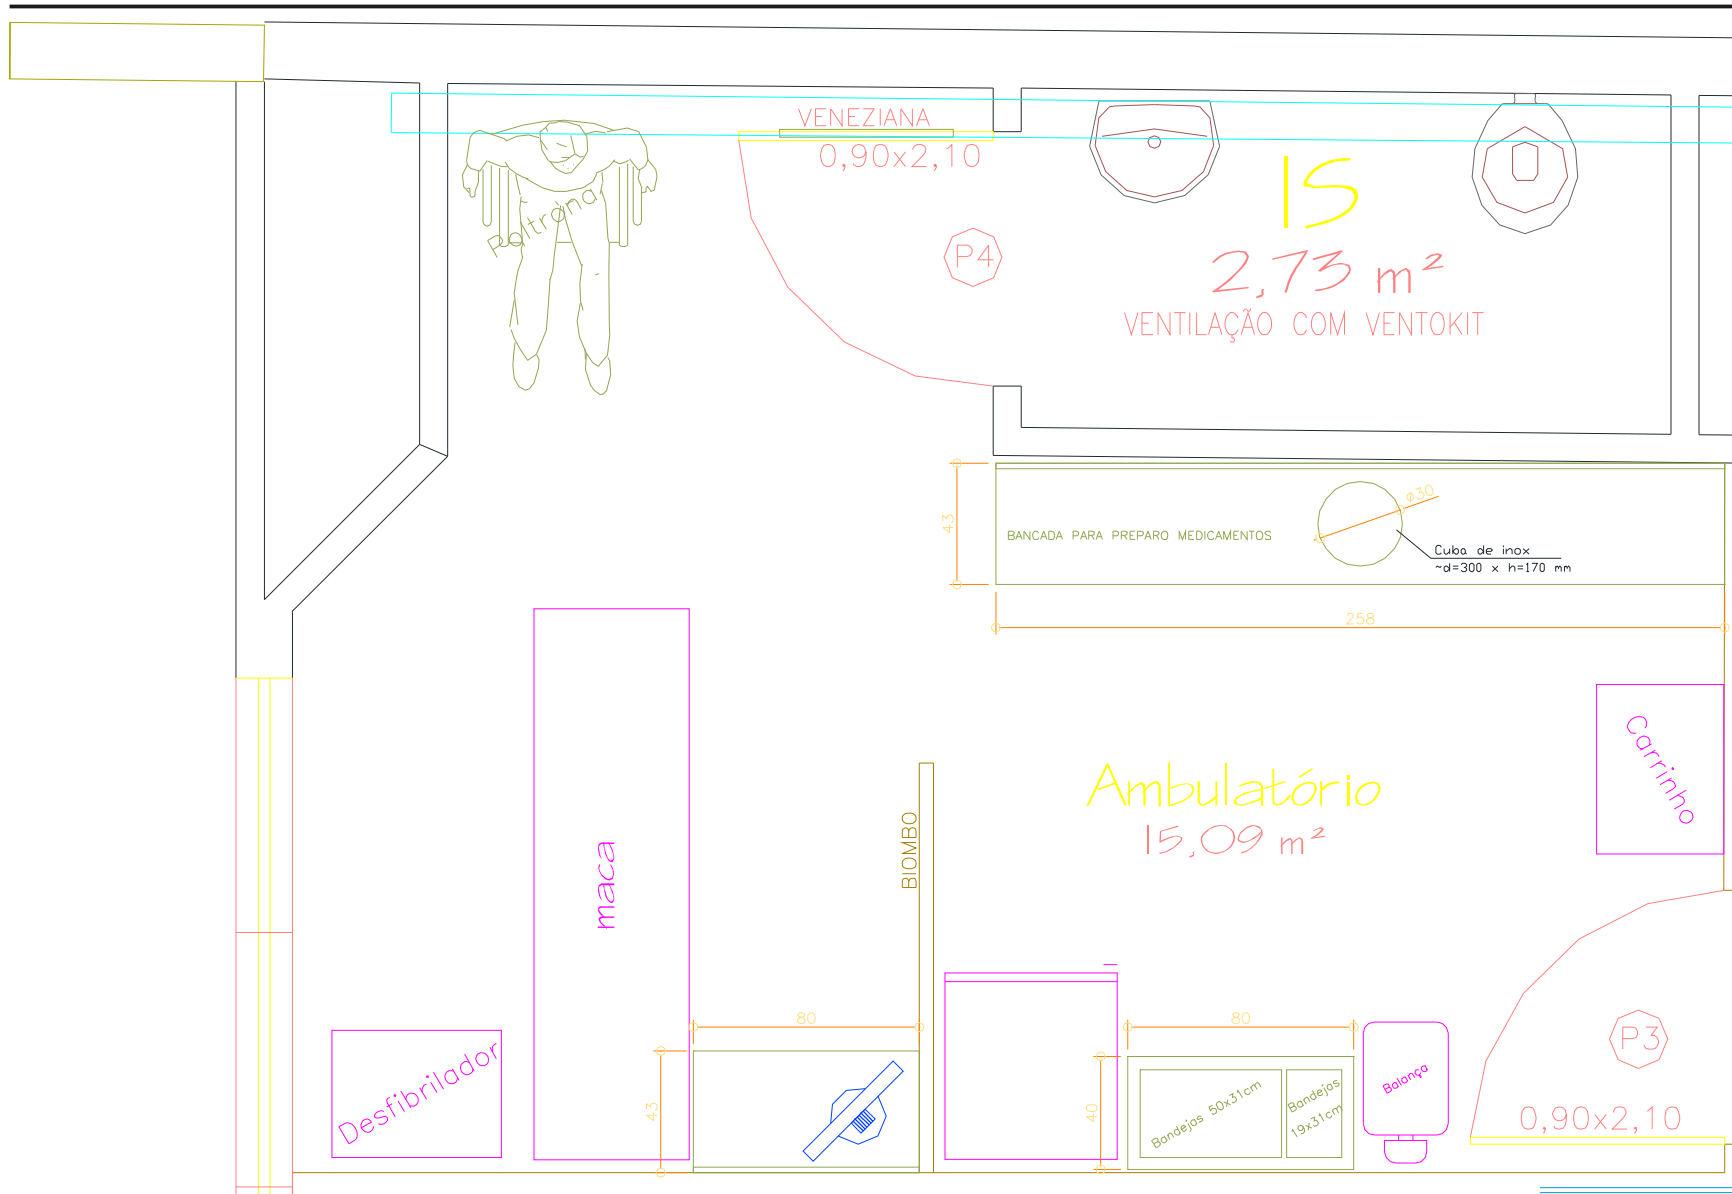 VENEZIANA
0,90x2,10
Poltrona
P4
IS
2,73 m²
VENTILAÇÃO COM VENTOKIT
43
BANCADA PARA PREPARO MEDICAMENTOS
ø30
Cuba de inox
~d=300 x h=170 mm
258
Carrinho
Ambulatório
15,09 m²
BIOMBO
maca
Desfibrilador
80
43
80
40
Bandejas 50x31cm
Bandejas
19x31cm
Balança
P3
0,90x2,10